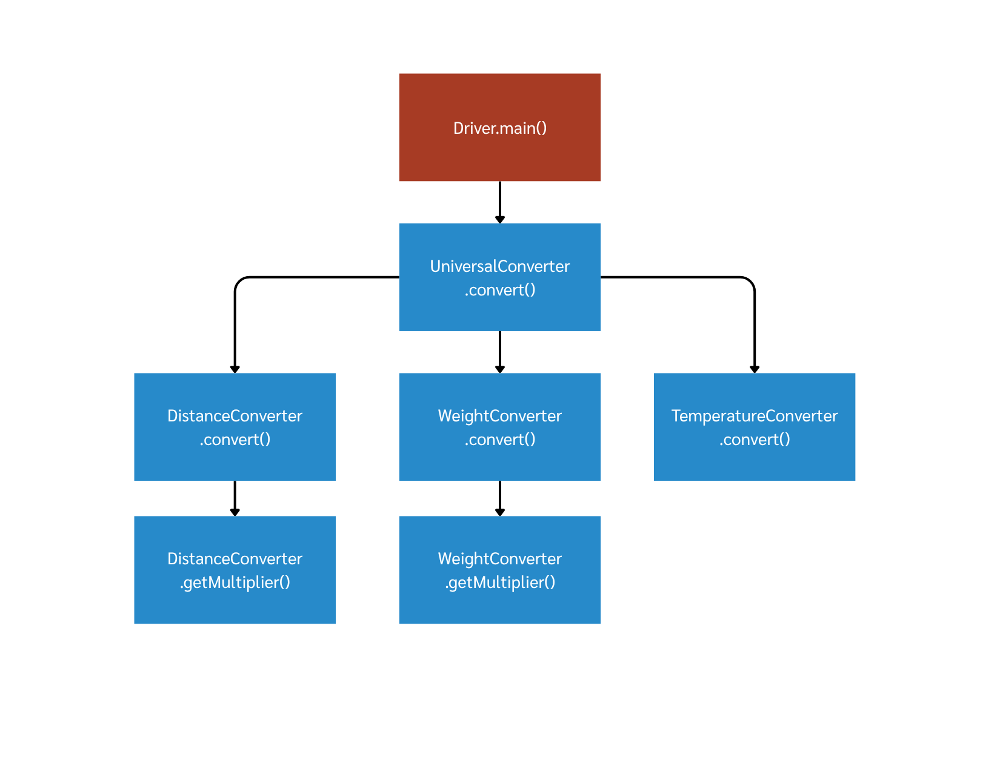 Driver.main()
UniversalConverter
.convert()
DistanceConverter
.convert()
WeightConverter
.convert()
TemperatureConverter
.convert()
DistanceConverter
.getMultiplier()
WeightConverter
.getMultiplier()